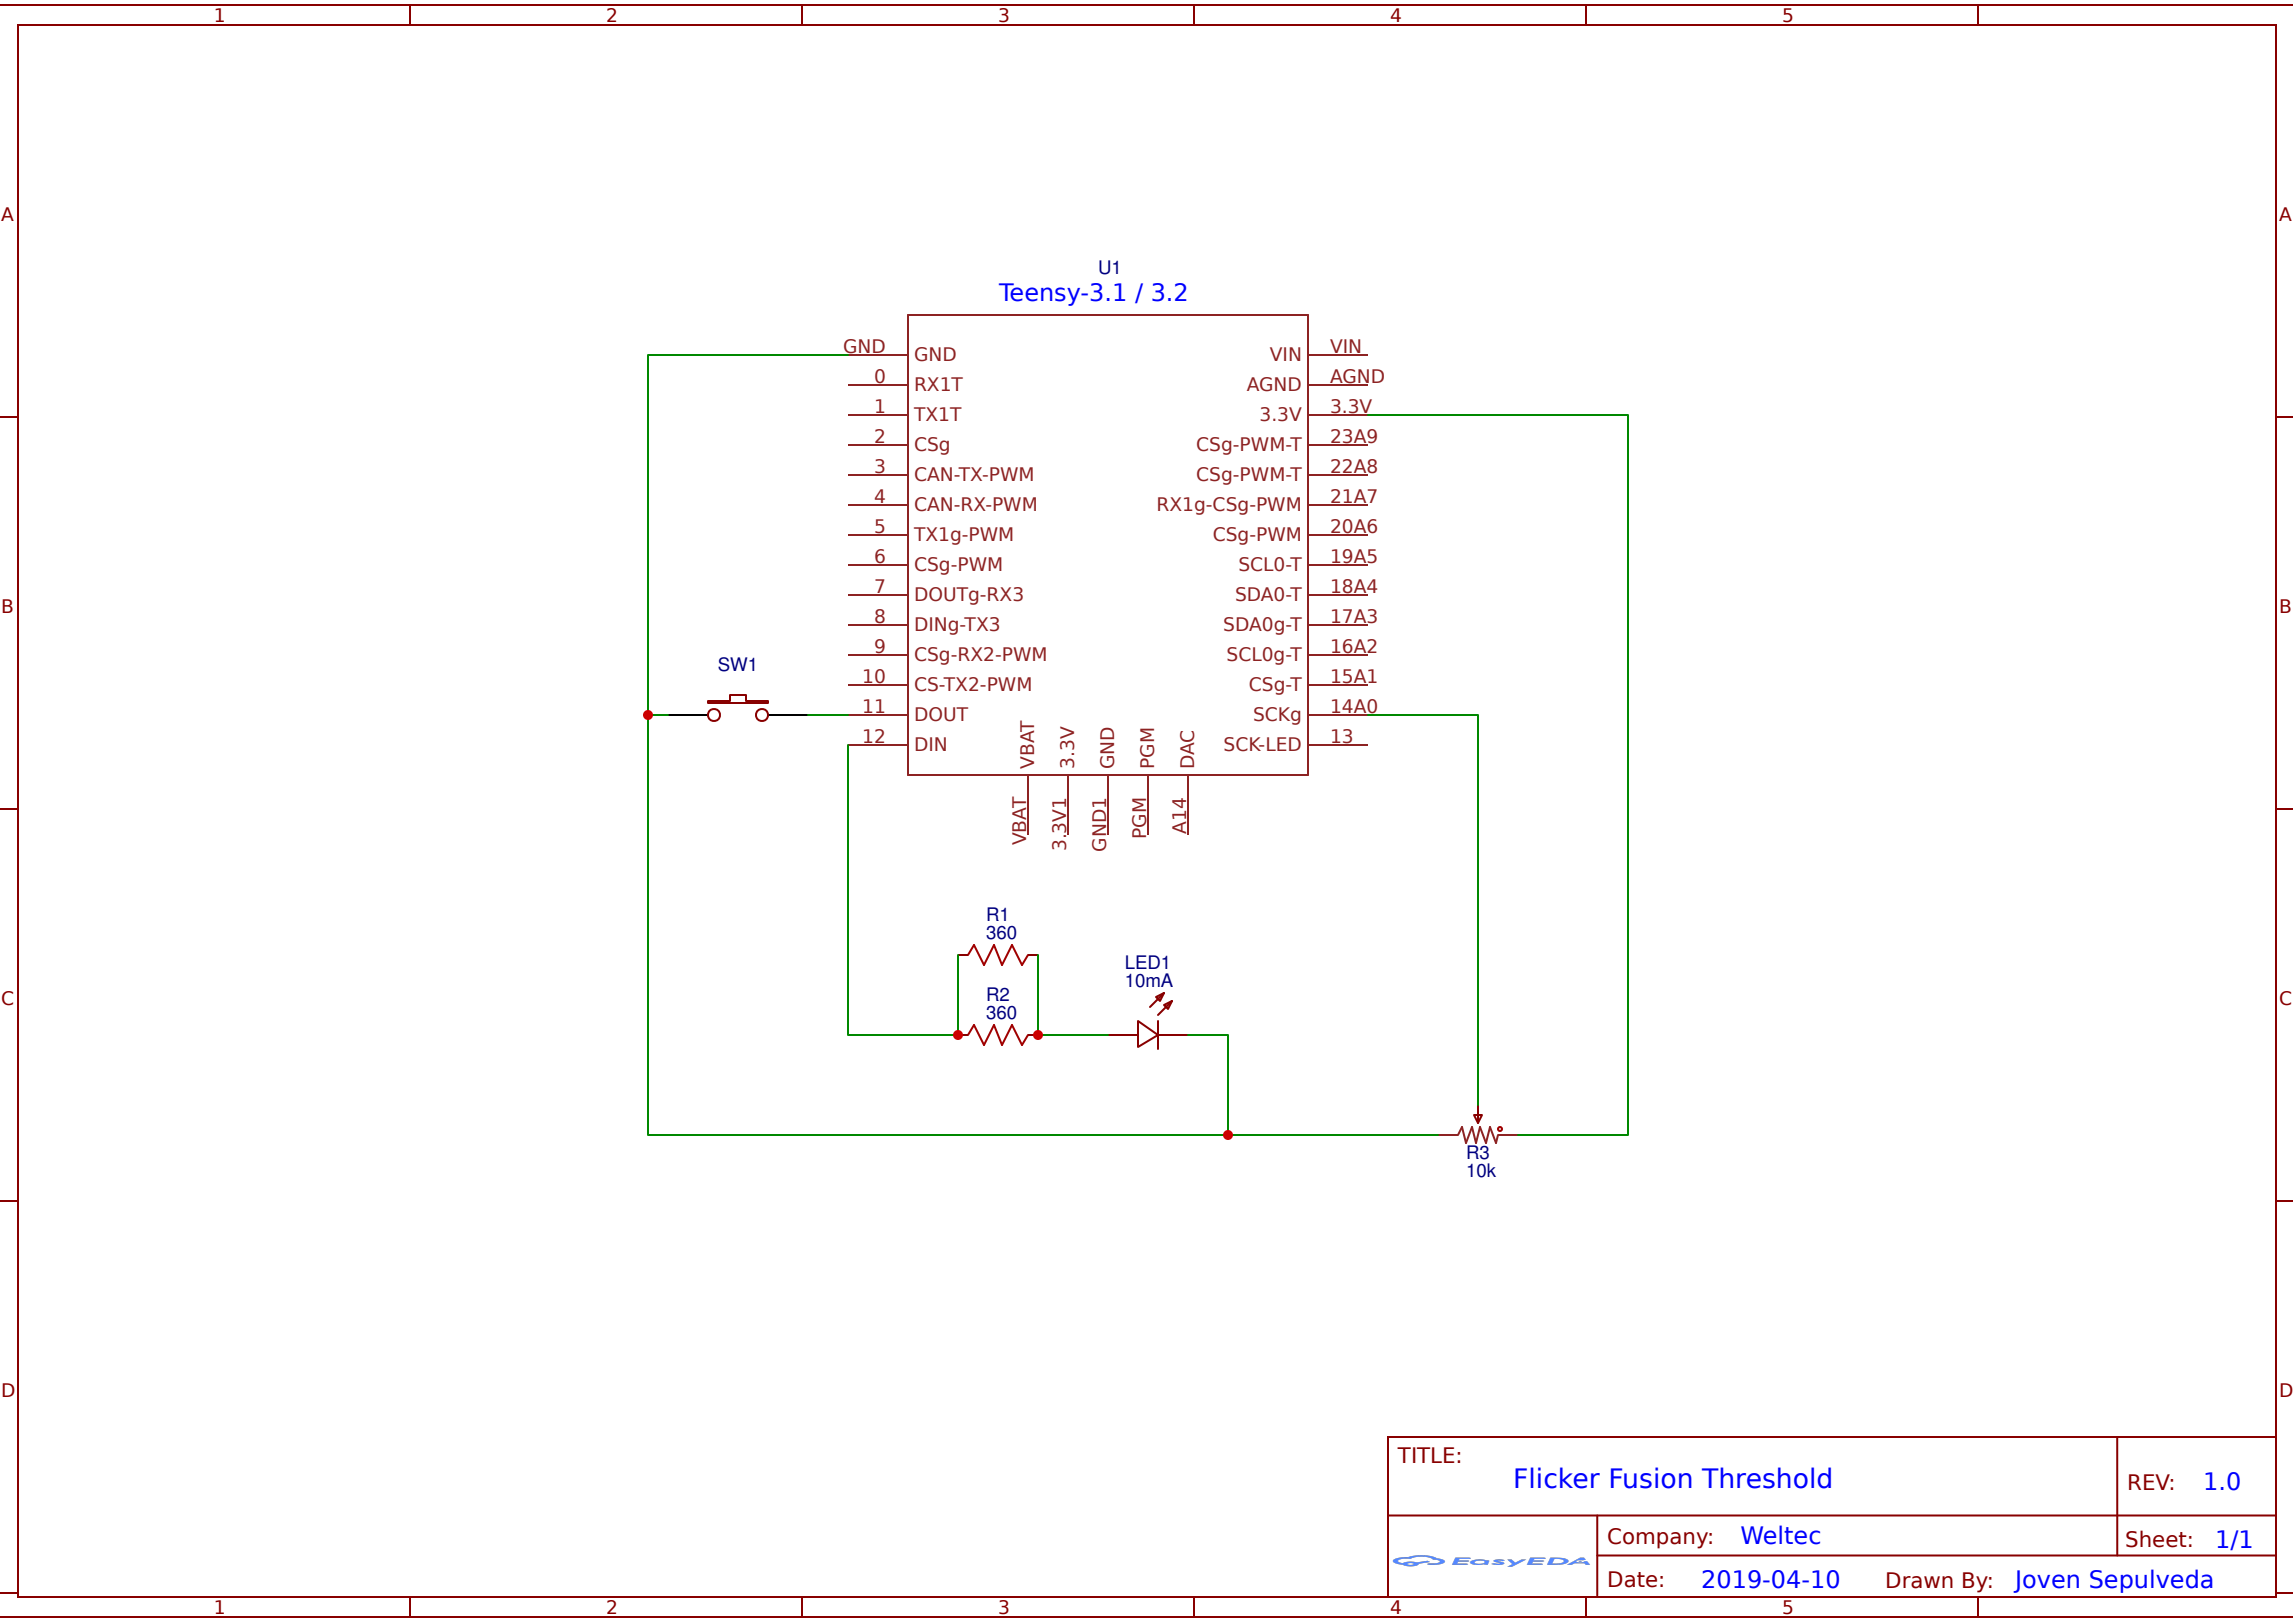 1 2 3 4 5
A A
B B
C C
D D
U1
Teensy-3.1 / 3.2
GND GND VIN VIN
0 RX1T AGND AGND
1 TX1T 3.3V 3.3V
2 CSg CSg-PWM-T 23A9
3 CAN-TX-PWM CSg-PWM-T 22A8
4 CAN-RX-PWM RX1g-CSg-PWM 21A7
5 TX1g-PWM CSg-PWM 20A6
6 CSg-PWM SCL0-T 19A5
7 DOUTg-RX3 SDA0-T 18A4
8 DINg-TX3 SDA0g-T 17A3
9 CSg-RX2-PWM SCL0g-T 16A2
10 CS-TX2-PWM CSg-T 15A1
11 DOUT SCKg 14A0
12 DIN SCK-LED 13
VBAT 3.3V GND PGM DAC
VBAT 3.3V1 GND1 PGM A14
SW1
R1
360
R2
360
LED1
10mA
R3
10k
TITLE:
Flicker Fusion Threshold
REV: 1.0
EasyEDA
Company: Weltec
Sheet: 1/1
Date: 2019-04-10 Drawn By: Joven Sepulveda
1 2 3 4 5